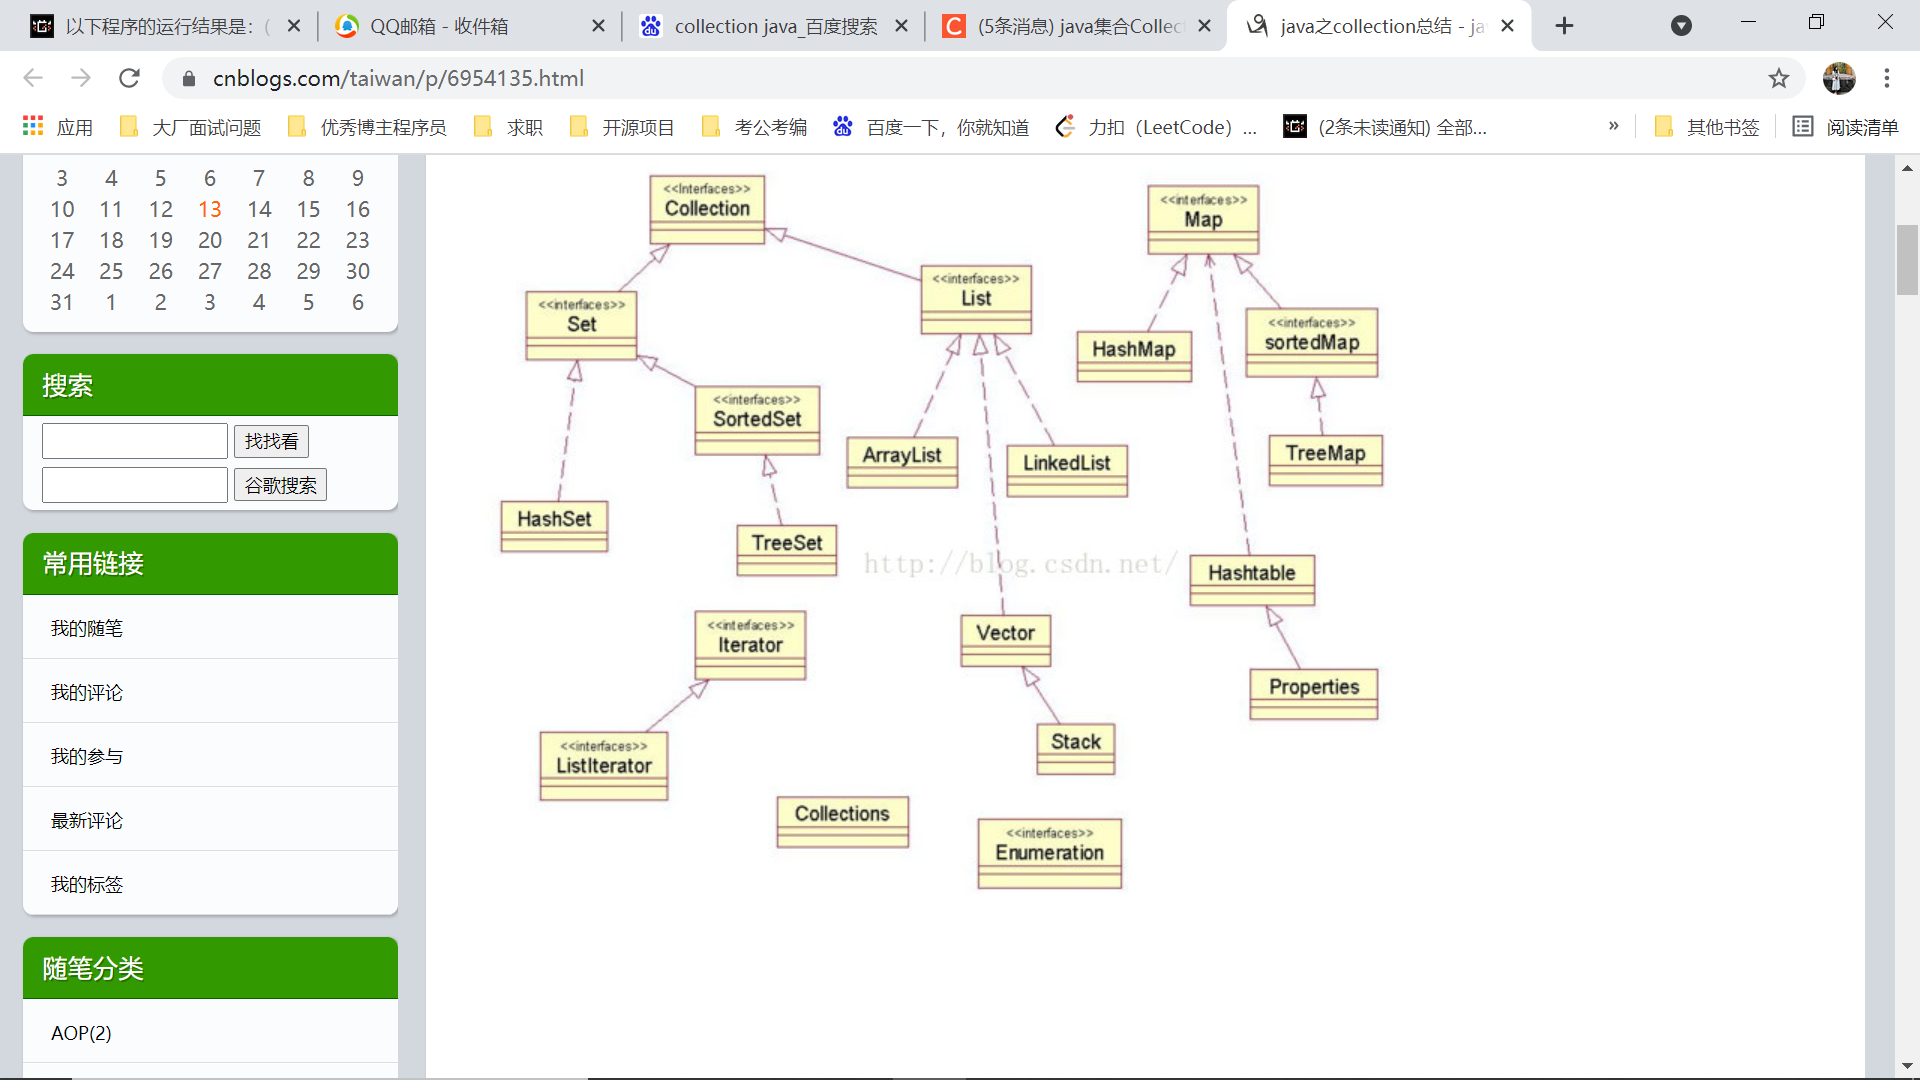 以下程序的运行结果是：(
QQ邮箱 - 收件箱
collection java_百度搜索
(5条消息) java集合Collec
java之collection总结 - ja
cnblogs.com/taiwan/p/6954135.html
应用
大厂面试问题
优秀博主程序员
求职
开源项目
考公考编
百度一下，你就知道
力扣（LeetCode）...
(2条未读通知) 全部...
»
其他书签
阅读清单
3 4 5 6 7 8 9
10 11 12 13 14 15 16
17 18 19 20 21 22 23
24 25 26 27 28 29 30
31 1 2 3 4 5 6
搜索
找找看
谷歌搜索
常用链接
我的随笔
我的评论
我的参与
最新评论
我的标签
随笔分类
AOP(2)
<<Interfaces>>
Collection
<<interfaces>>
Map
<<interfaces>>
List
<<interfaces>>
Set
<<interfaces>>
sortedMap
HashMap
<<interfaces>>
SortedSet
ArrayList
LinkedList
TreeMap
HashSet
TreeSet
http://blog.csdn.net/
Hashtable
<<interfaces>>
Iterator
Vector
Properties
<<interfaces>>
ListIterator
Stack
Collections
<<interfaces>>
Enumeration